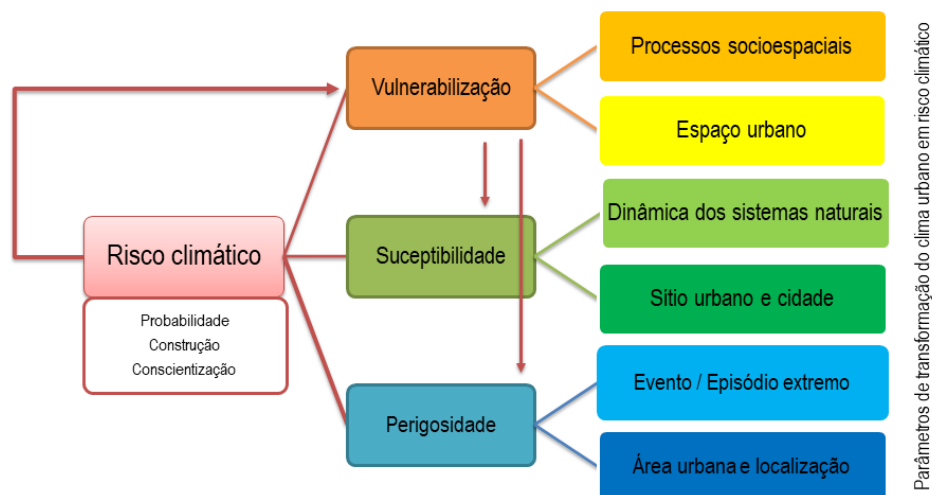 Processos socioespaciais
Vulnerabilização
Espaço urbano
Dinâmica dos sistemas naturais
Risco climático
Suceptibilidade
Sítio urbano e cidade
Probabilidade
Construção
Conscientização
Evento / Episódio extremo
Perigosidade
Área urbana e localização
Parâmetros de transformação do clima urbano em risco climático